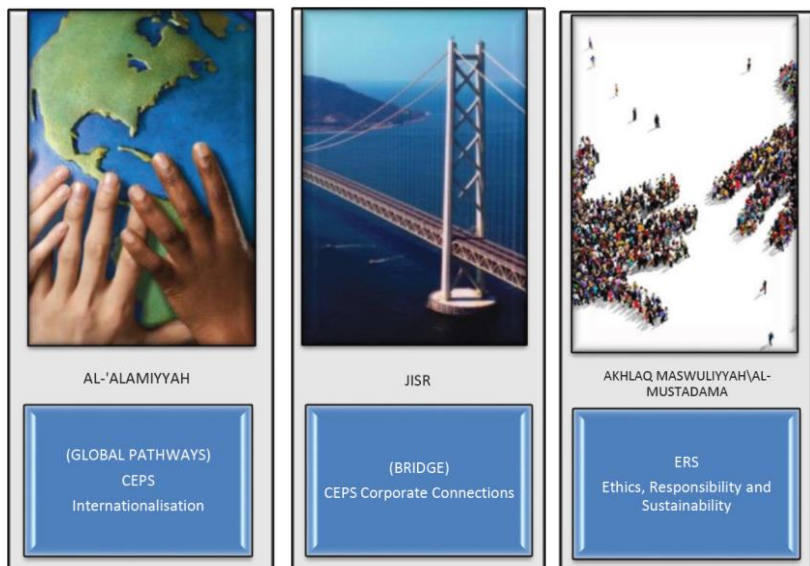 AL-'ALAMIYYAH
(GLOBAL PATHWAYS)
CEPS
Internationalisation
JISR
(BRIDGE)
CEPS Corporate Connections
AKHLAQ MASWULIYYAH\AL-
MUSTADAMA
ERS
Ethics, Responsibility and
Sustainability